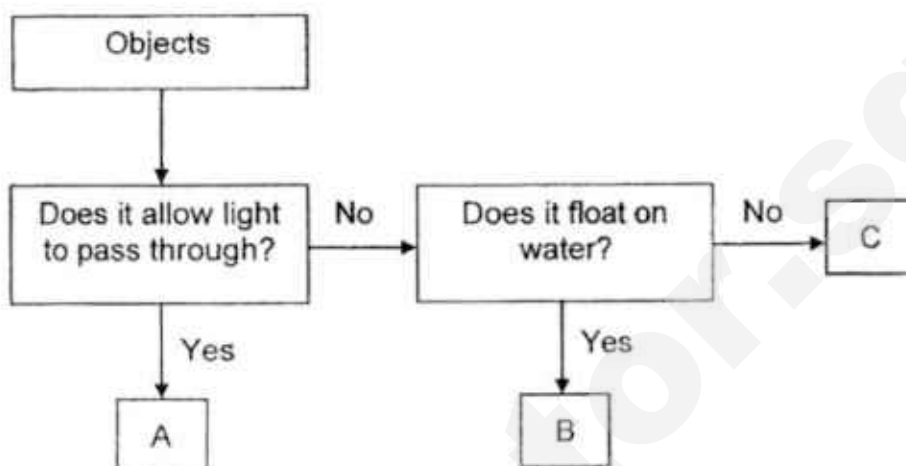 Objects
Does it allow light
to pass through?
No
Does it float on
water?
No
C
Yes
Yes
A
B